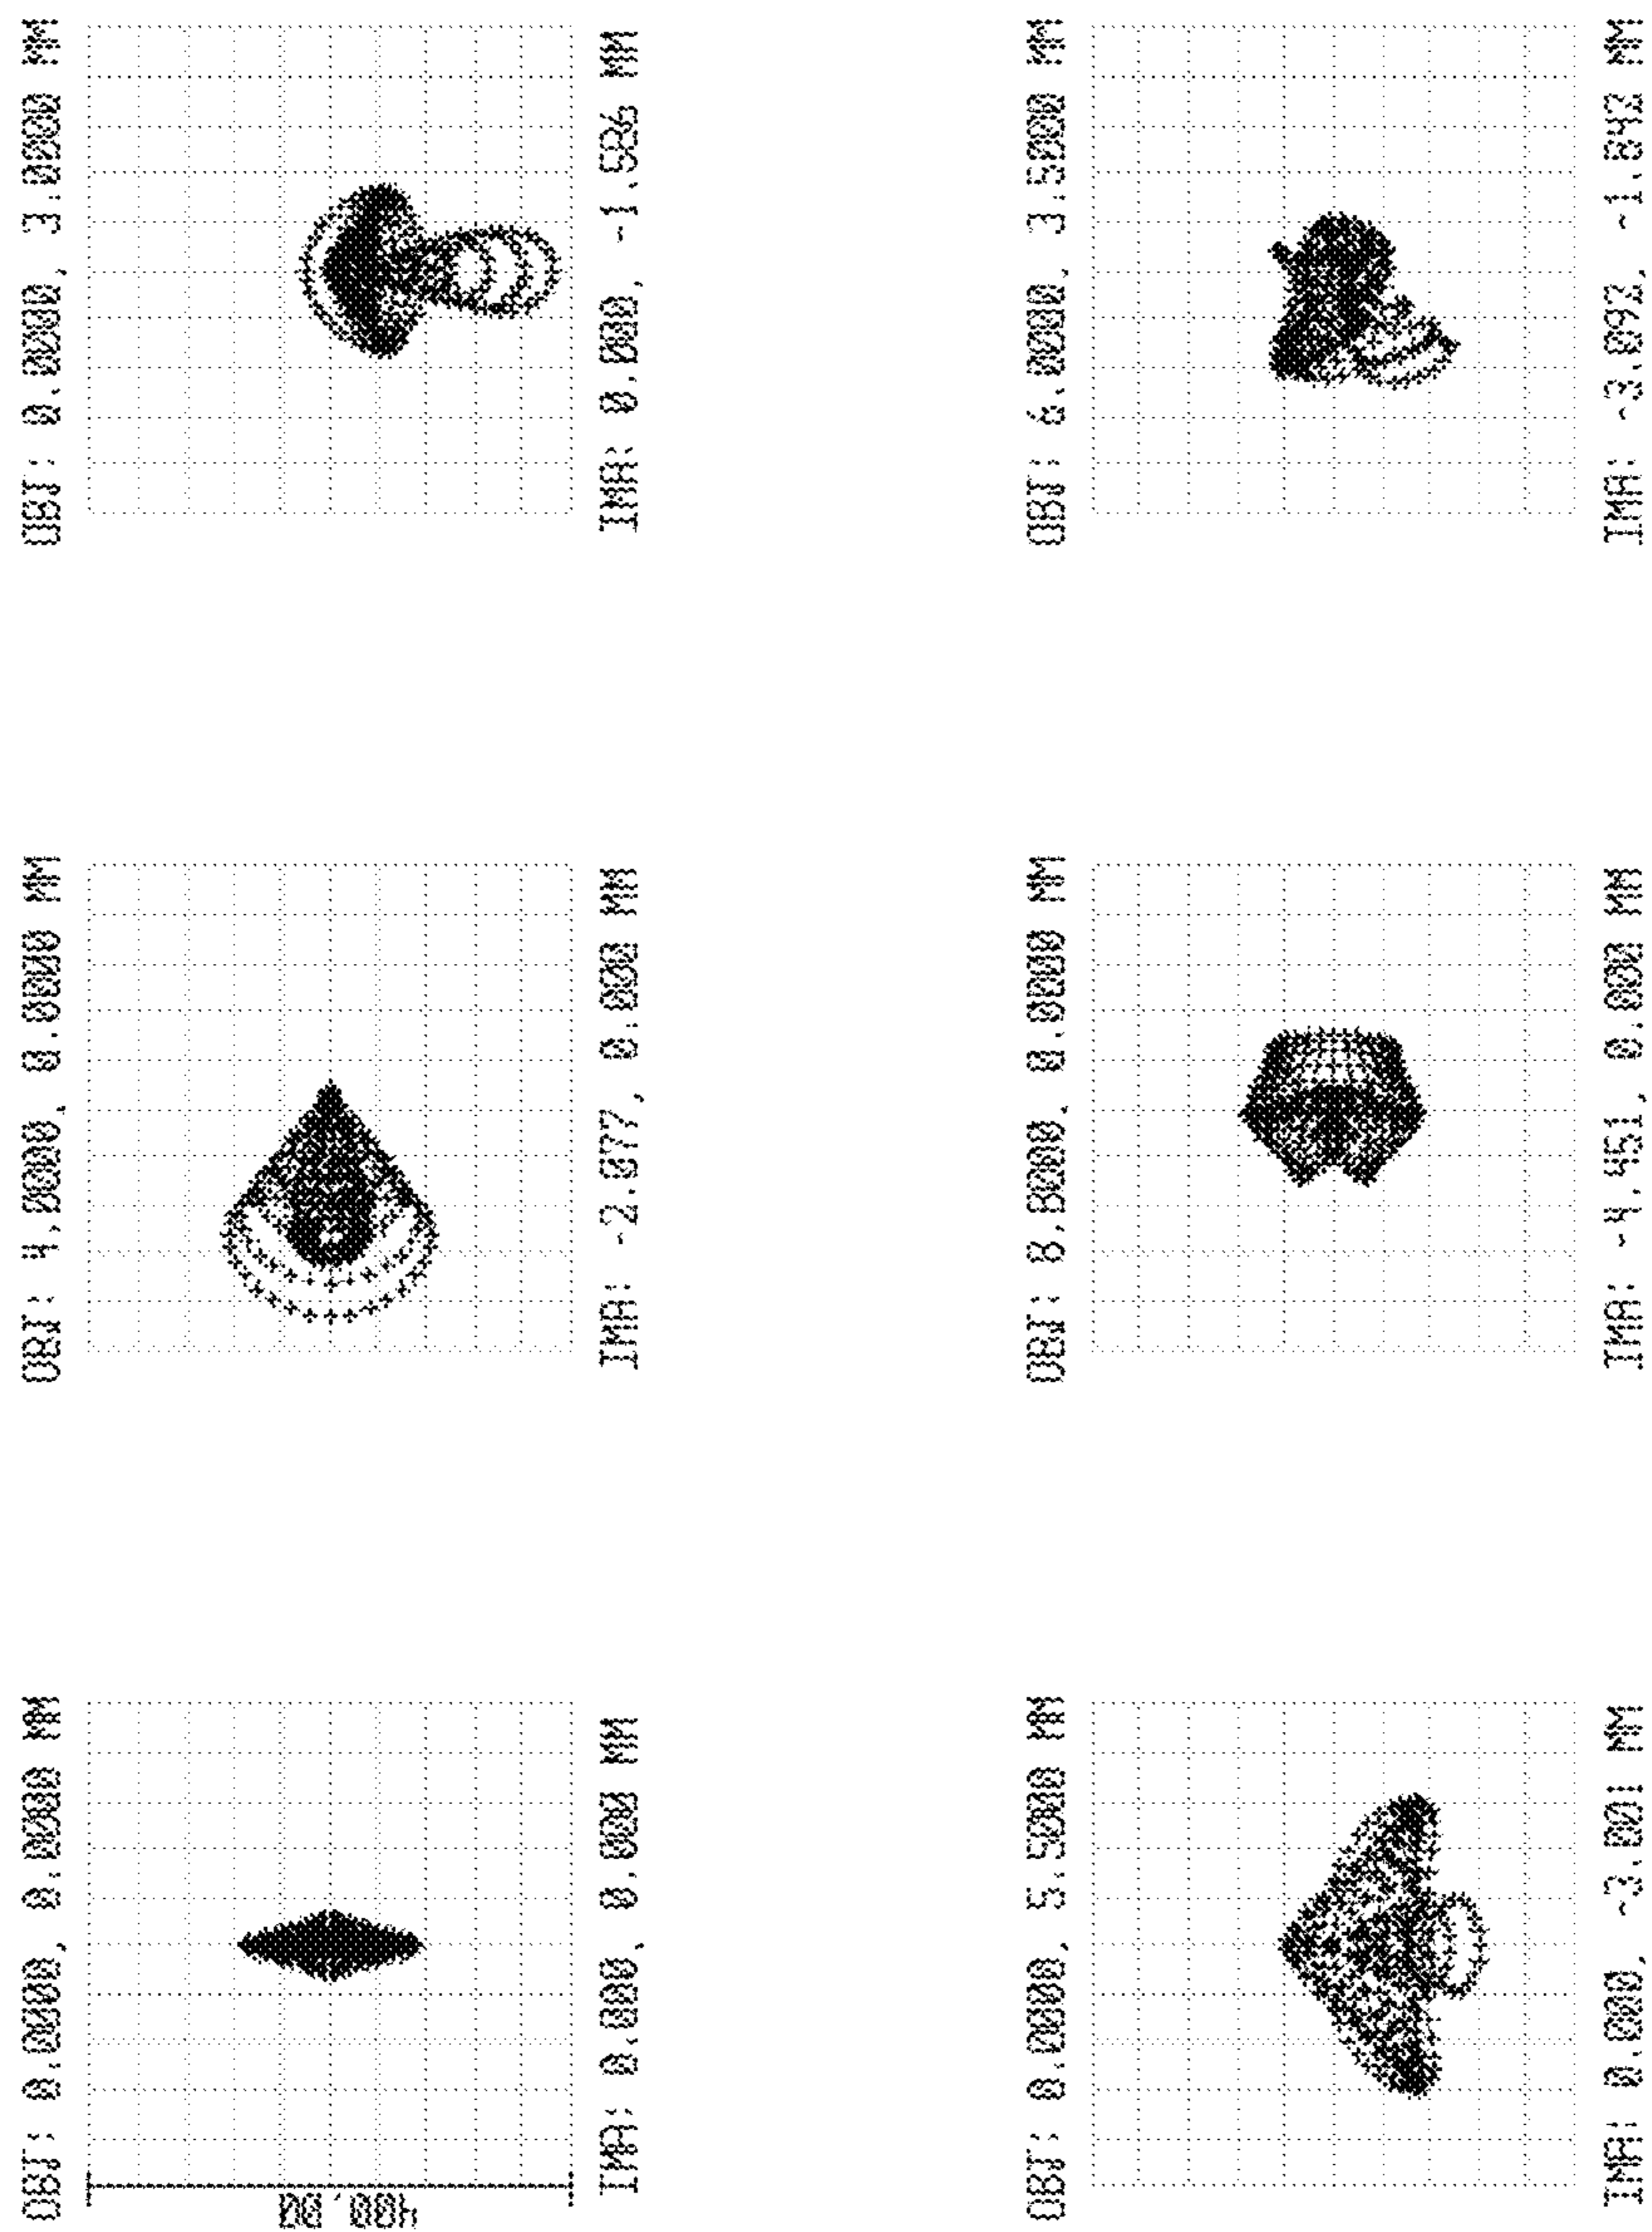 OBJ: 0.0000, 0.0000 MM
OBJ: 4.0000, 0.0000 MM
OBJ: 0.0000, 3.0000 MM
400.00
IMA: 0.000, 0.000 MM
IMA: -2.077, 0.000 MM
IMA: 0.000, -1.586 MM
OBJ: 0.0000, 5.5000 MM
OBJ: 8.8000, 0.0000 MM
OBJ: 6.0000, 3.5000 MM
IMA: 0.000, -3.001 MM
IMA: -4.451, 0.000 MM
IMA: -3.092, -1.842 MM